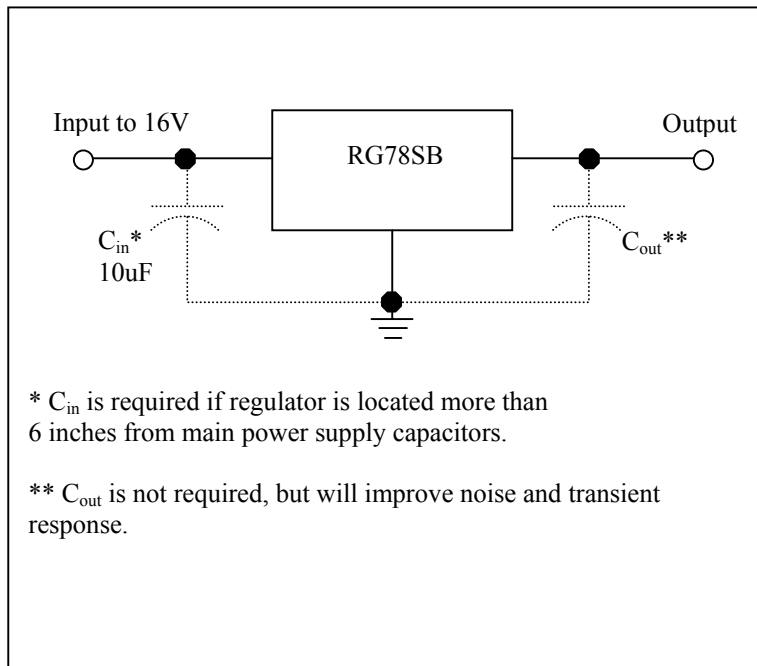 Input to 16V
RG78SB
Output
Cin*
10uF
Cout**
* Cin is required if regulator is located more than
6 inches from main power supply capacitors.
** Cout is not required, but will improve noise and transient
response.